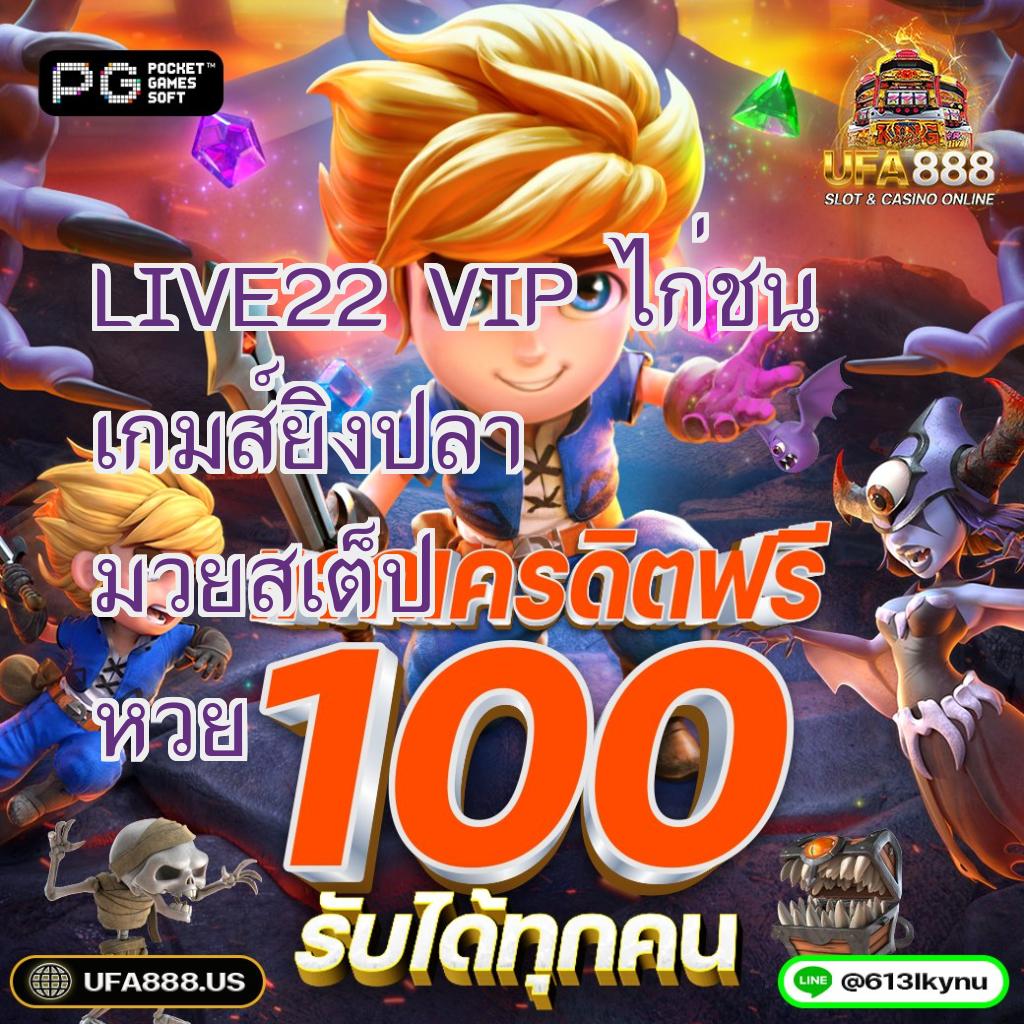 PG POCKET GAMES SOFT™
UFA888
SLOT & CASINO ONLINE
LIVE22 VIP ไก่ชน
เกมส์ยิงปลา
มวยสเต็ป
เครดิตฟรี
หวย
100
รับได้ทุกคน
UFA888.US
LINE @613lkynu